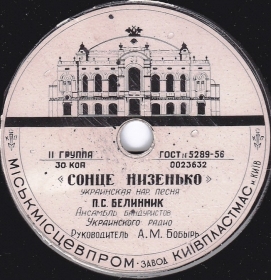 II ГРУППА
30 КОП
ГОСТ 5289-56
0023632
«СОНЦЕ НИЗЕНЬКО»
УКРАИНСКАЯ НАР. ПЕСНЯ
П.С. БЕЛИННИК
АНСАМБЛЬ БАНДУРИСТОВ
УКРАИНСКОГО РАДИО
РУКОВОДИТЕЛЬ А.М. БОБЫРЬ
МІСЬКМІСЦЕВПРОМ · ЗАВОД КИЇВПЛАСТМАС · м. КИЇВ